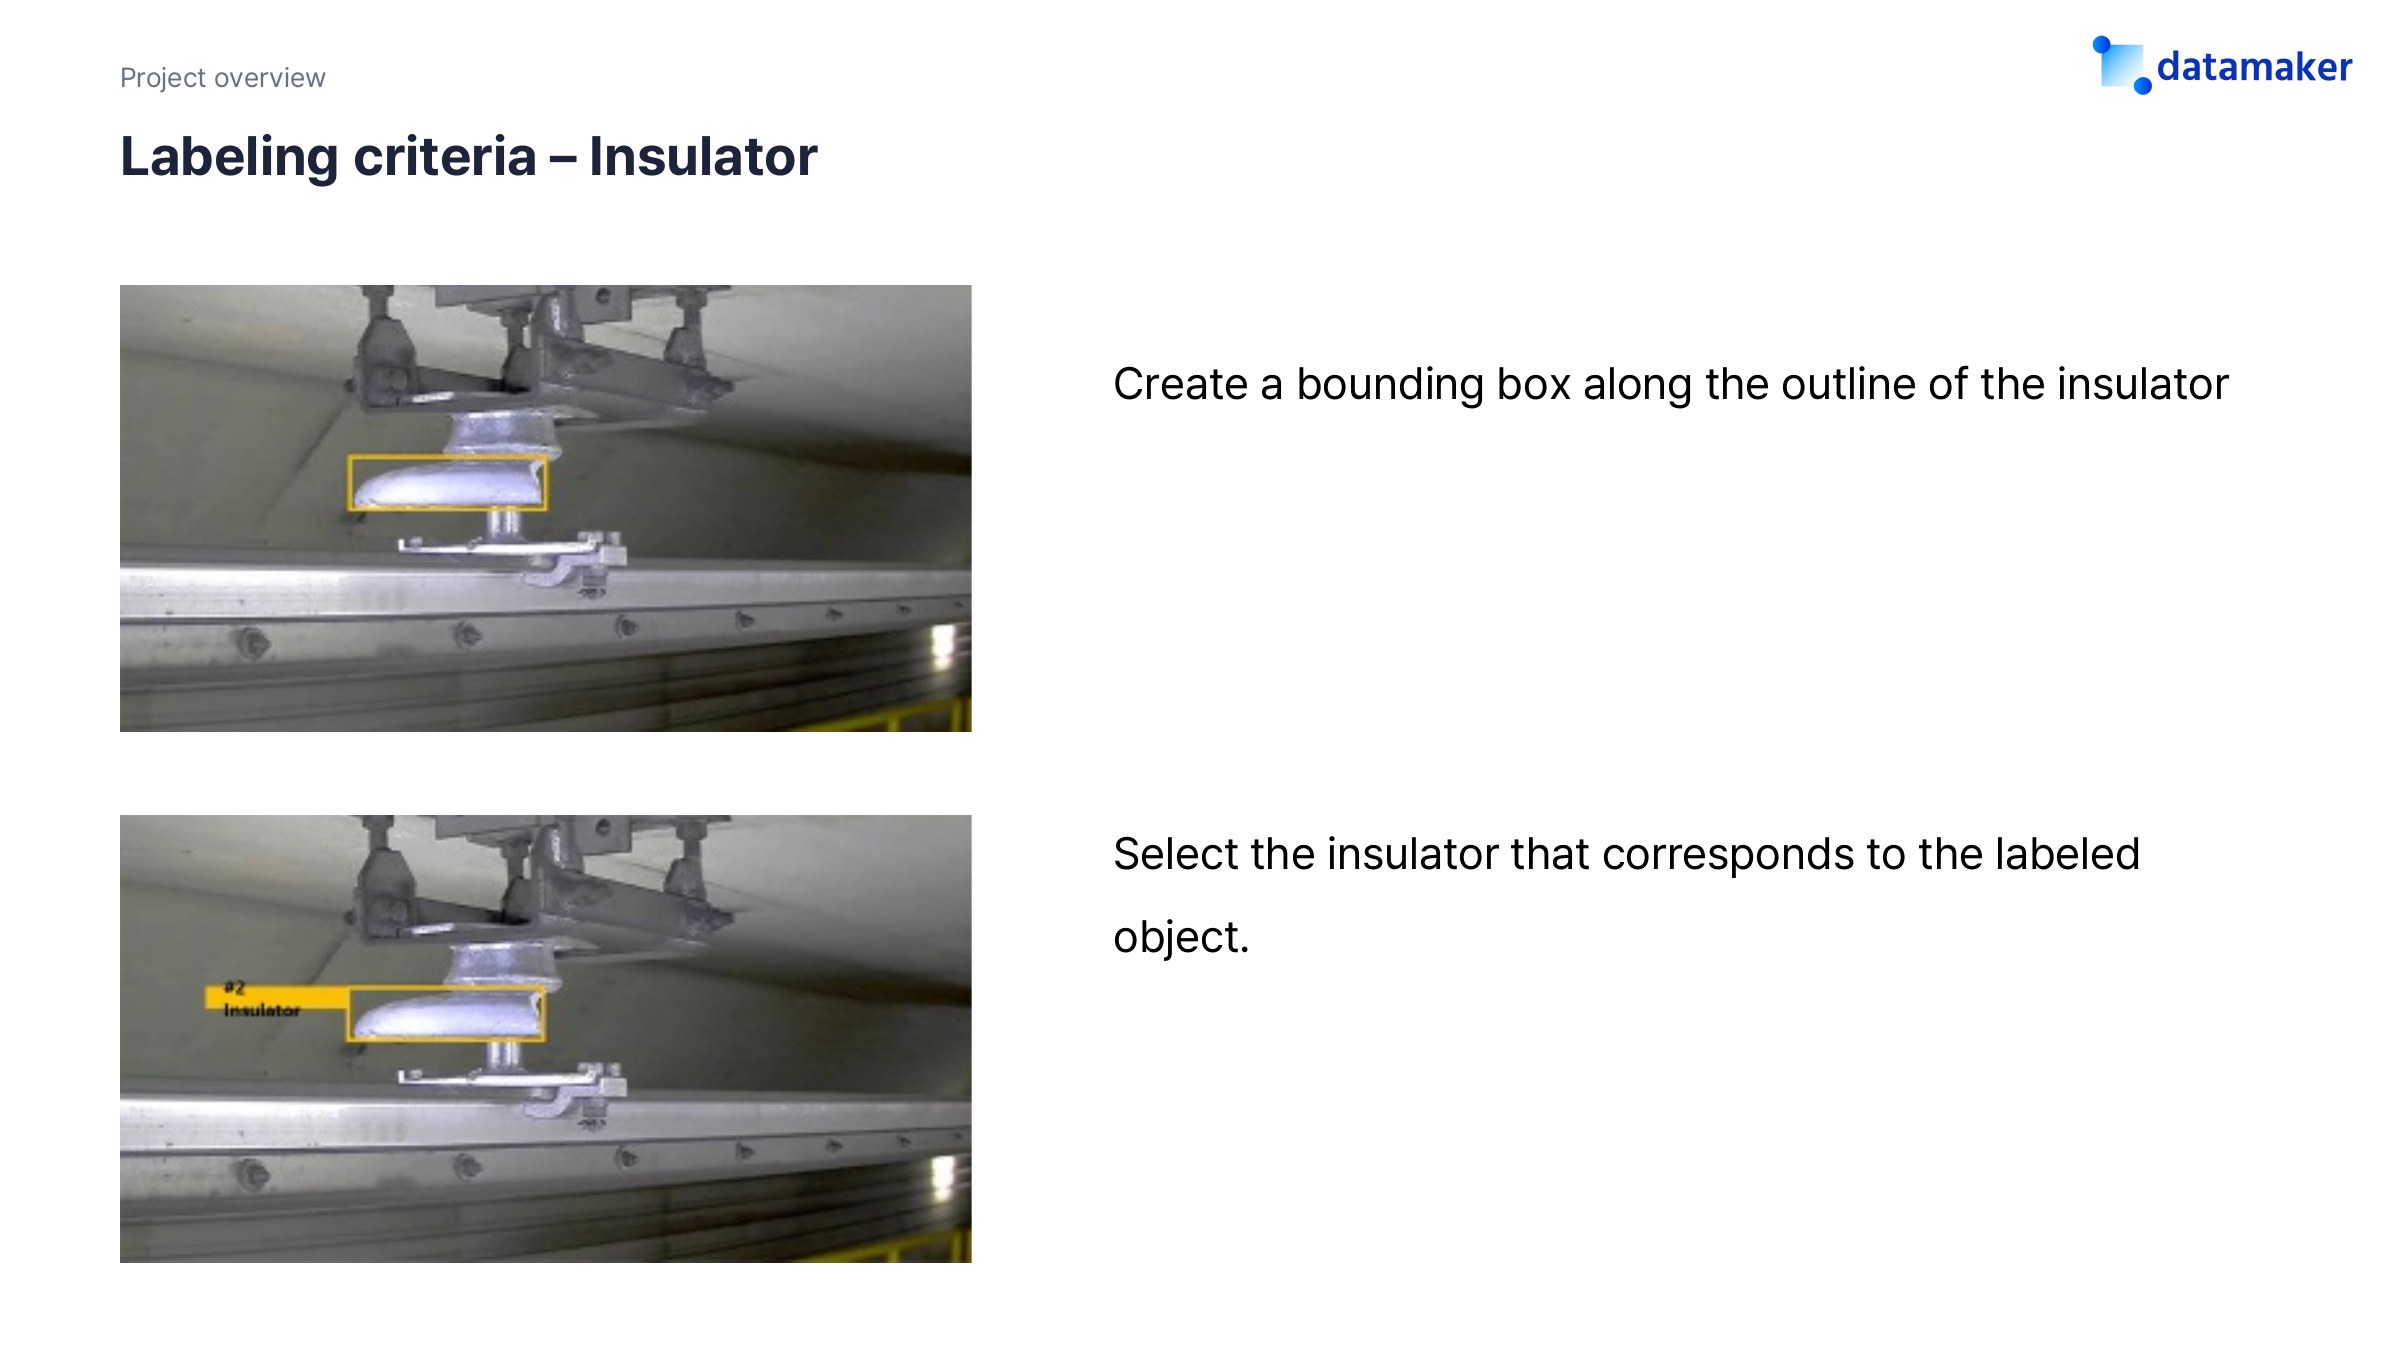 Project overview
datamaker
Labeling criteria – Insulator
Create a bounding box along the outline of the insulator
#2
Insulator
Select the insulator that corresponds to the labeled
object.